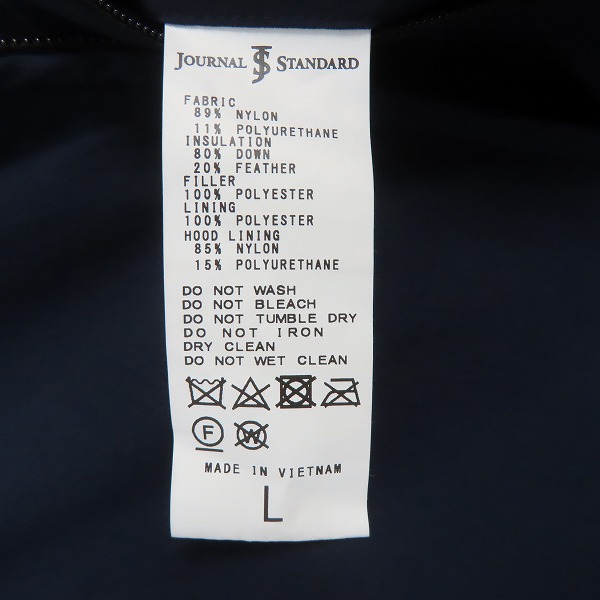 JOURNAL JS STANDARD
FABRIC
89% NYLON
11% POLYURETHANE
INSULATION
80% DOWN
20% FEATHER
FILLER
100% POLYESTER
LINING
100% POLYESTER
HOOD LINING
85% NYLON
15% POLYURETHANE
DO NOT WASH
DO NOT BLEACH
DO NOT TUMBLE DRY
DO NOT IRON
DRY CLEAN
DO NOT WET CLEAN
F W
MADE IN VIETNAM
L